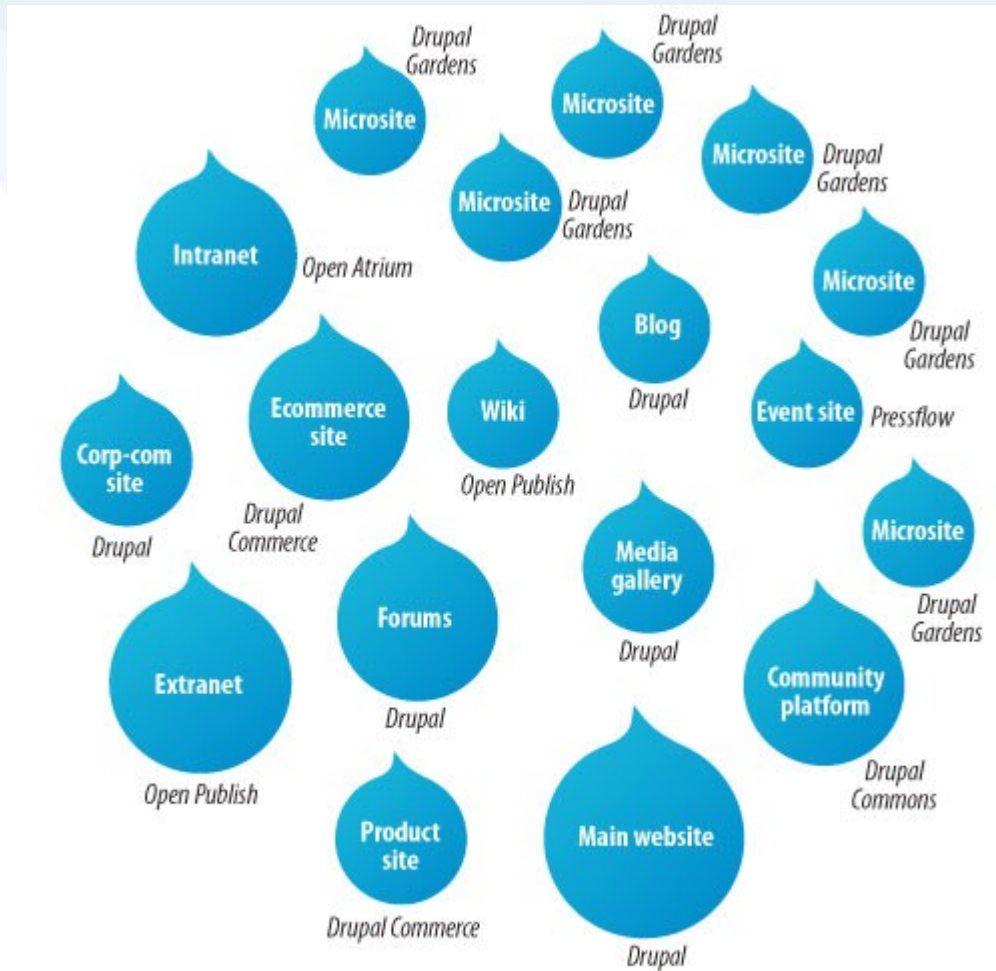 Drupal
Gardens
Microsite
Drupal
Gardens
Microsite
Microsite
Drupal
Gardens
Microsite
Drupal
Gardens
Intranet
Open Atrium
Microsite
Drupal
Gardens
Blog
Drupal
Ecommerce
site
Drupal
Commerce
Wiki
Open Publish
Event site
Pressflow
Corp-com
site
Drupal
Microsite
Drupal
Gardens
Media
gallery
Drupal
Forums
Drupal
Extranet
Open Publish
Community
platform
Drupal
Commons
Product
site
Drupal Commerce
Main website
Drupal